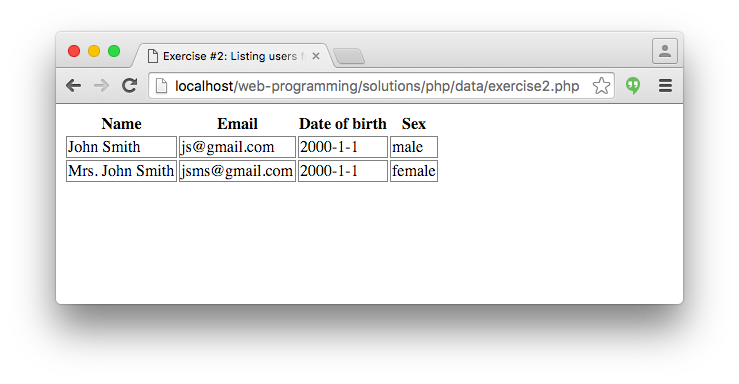 Exercise #2: Listing users
localhost/web-programming/solutions/php/data/exercise2.php
Name Email Date of birth Sex
John Smith js@gmail.com 2000-1-1 male
Mrs. John Smith jsms@gmail.com 2000-1-1 female